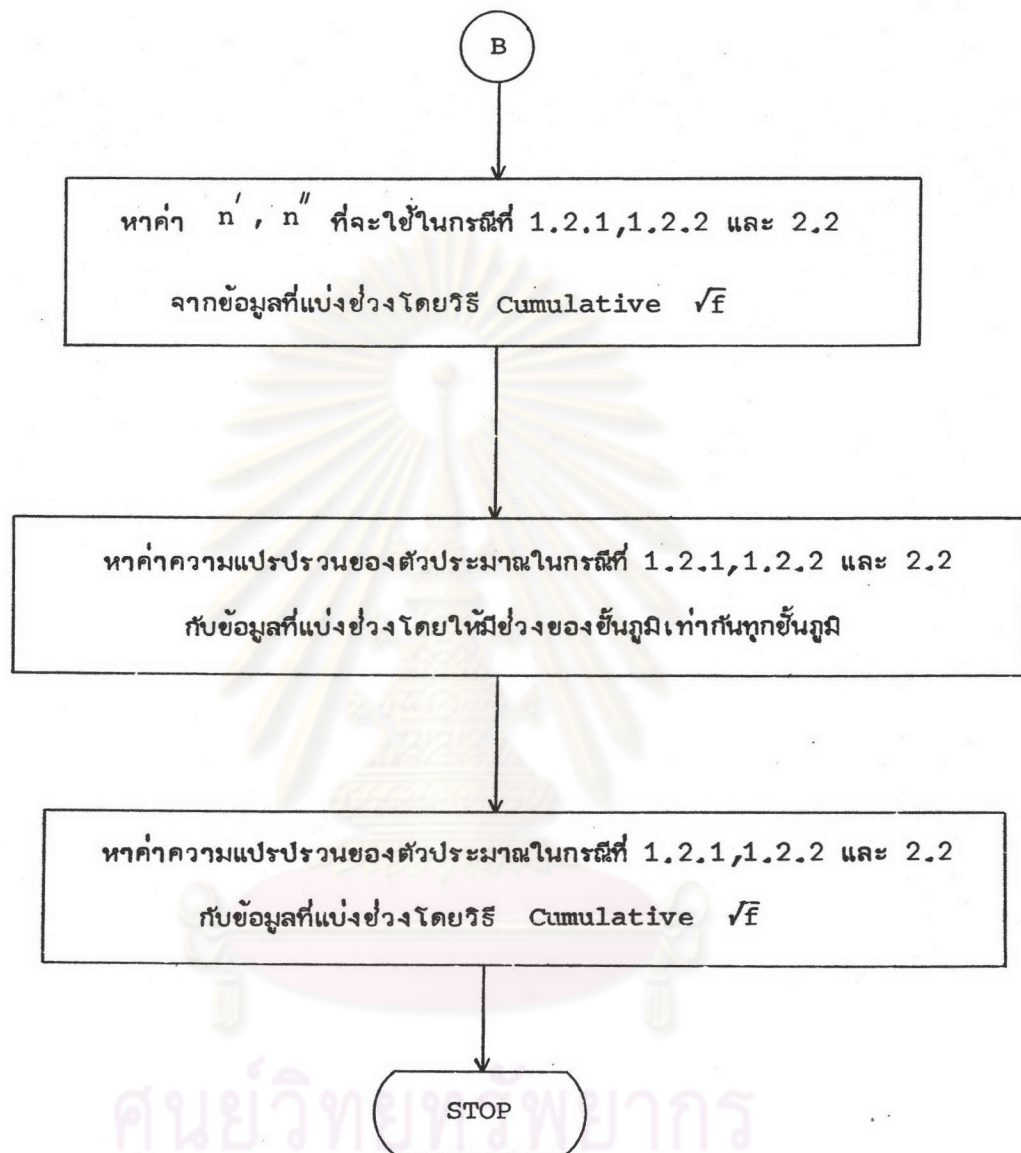 B
หาค่า n′ , n″ ที่จะใช้ในกรณีที่ 1.2.1,1.2.2 และ 2.2
จากข้อมูลที่แบ่งช่วงโดยวิธี Cumulative √f
หาค่าความแปรปรวนของตัวประมาณในกรณีที่ 1.2.1,1.2.2 และ 2.2
กับข้อมูลที่แบ่งช่วงโดยให้มีช่วงของชั้นภูมิเท่ากันทุกชั้นภูมิ
หาค่าความแปรปรวนของตัวประมาณในกรณีที่ 1.2.1,1.2.2 และ 2.2
กับข้อมูลที่แบ่งช่วงโดยวิธี Cumulative √f
STOP
ศูนย์วิทยทรัพยากร